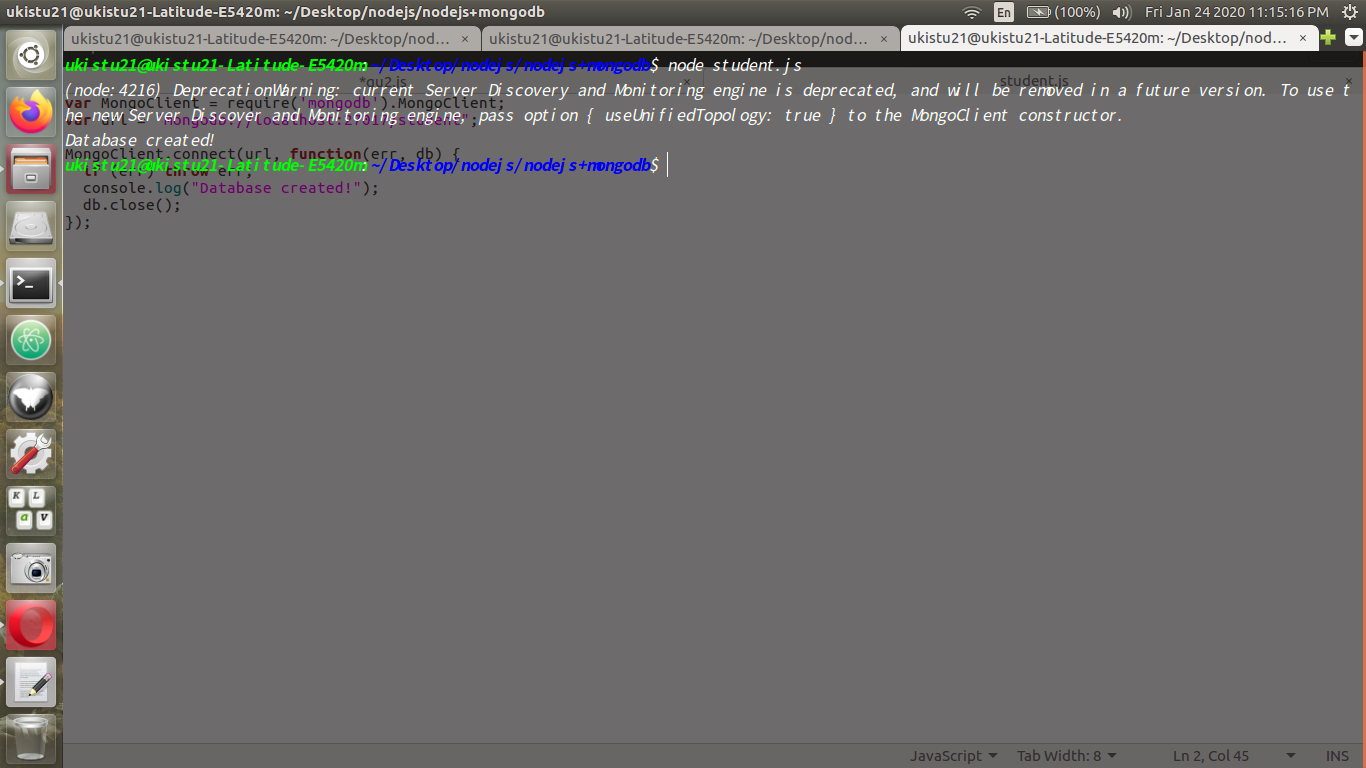 ukistu21@ukistu21-Latitude-E5420m: ~/Desktop/nodejs/nodejs+mongodb
En
(100%)
Fri Jan 24 2020 11:15:16 PM
ukistu21@ukistu21-Latitude-E5420m: ~/Desktop/nod... ×
ukistu21@ukistu21-Latitude-E5420m: ~/Desktop/nod... ×
ukistu21@ukistu21-Latitude-E5420m: ~/Desktop/nod... ×
ukistu21@ukistu21-Latitude-E5420m:~/Desktop/nodejs/nodejs+mongodb$ node student.js
*qu2.js ×
student.js ×
(node:4216) DeprecationWarning: current Server Discovery and Monitoring engine is deprecated, and will be removed in a future version. To use t
var MongoClient = require('mongodb').MongoClient;
he new Server Discover and Monitoring engine, pass option { useUnifiedTopology: true } to the MongoClient constructor.
var url = "mongodb://localhost:27017/student";
Database created!
MongoClient.connect(url, function(err, db) {
ukistu21@ukistu21-Latitude-E5420m:~/Desktop/nodejs/nodejs+mongodb$
if (err) throw err;
console.log("Database created!");
db.close();
});
K L
a v
JavaScript
Tab Width: 8
Ln 2, Col 45
INS